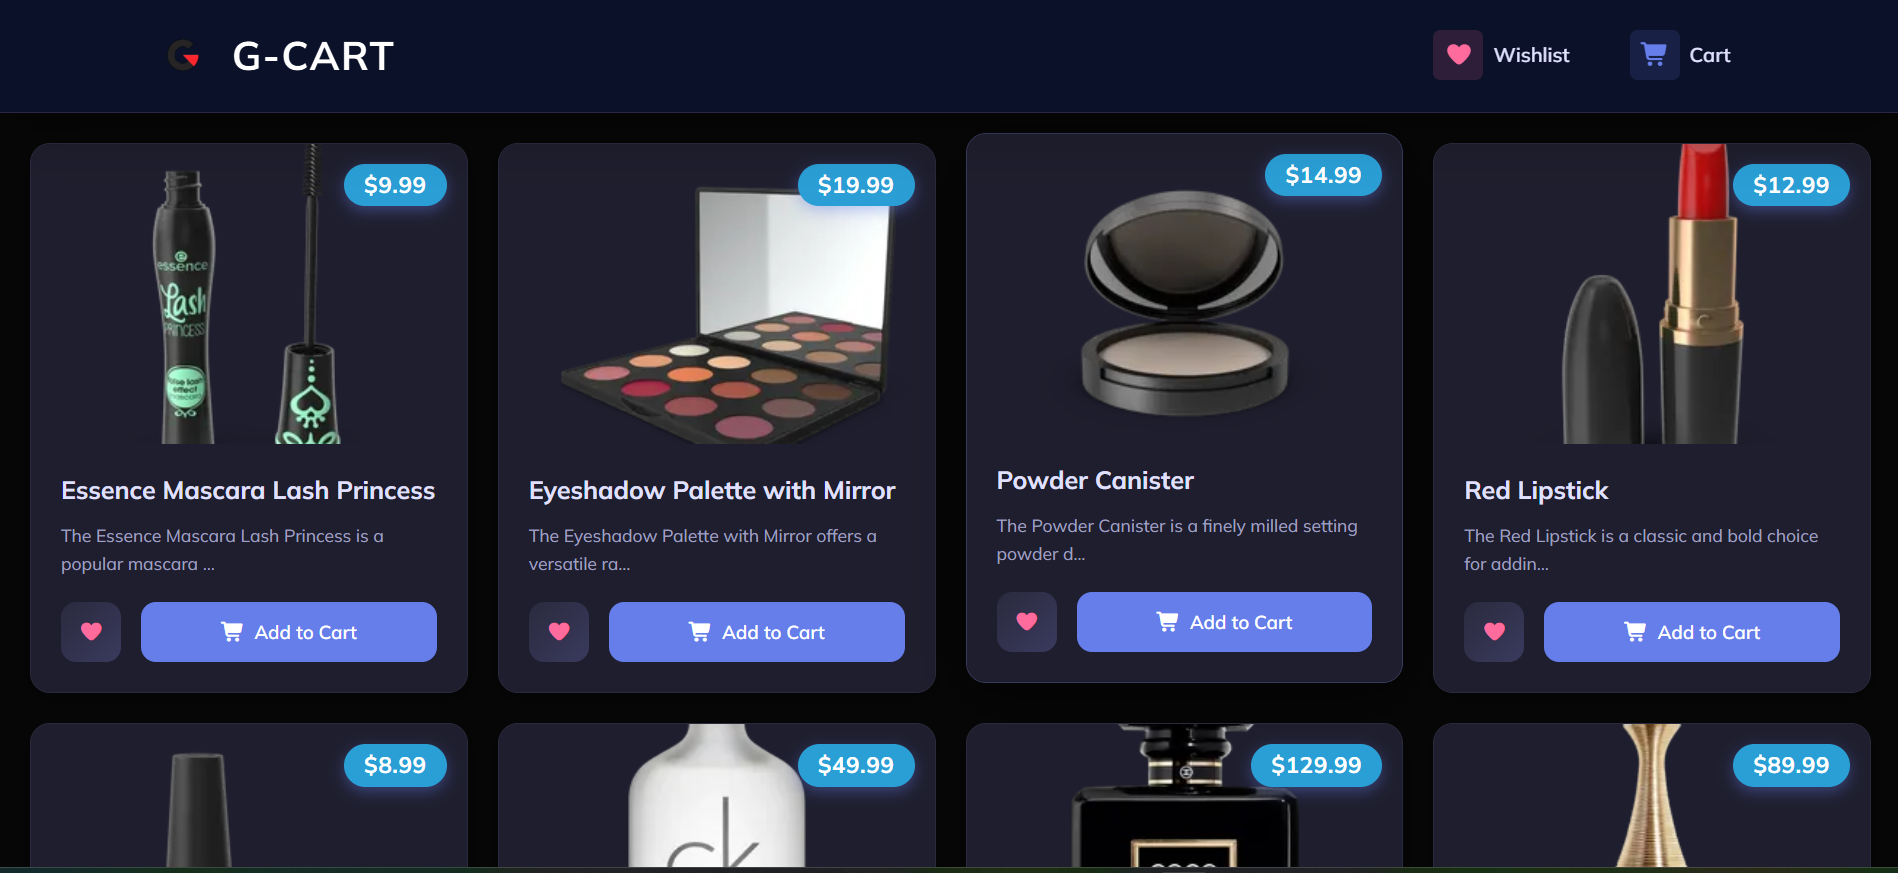 G-CART
Wishlist
Cart
$9.99
essence
Lash
PRINCESS
false lash
effect
mascara
Essence Mascara Lash Princess
The Essence Mascara Lash Princess is a
popular mascara ...
Add to Cart
$19.99
Eyeshadow Palette with Mirror
The Eyeshadow Palette with Mirror offers a
versatile ra...
Add to Cart
$14.99
Powder Canister
The Powder Canister is a finely milled setting
powder d...
Add to Cart
$12.99
Red Lipstick
The Red Lipstick is a classic and bold choice
for addin...
Add to Cart
$8.99
$49.99
ck
$129.99
$89.99